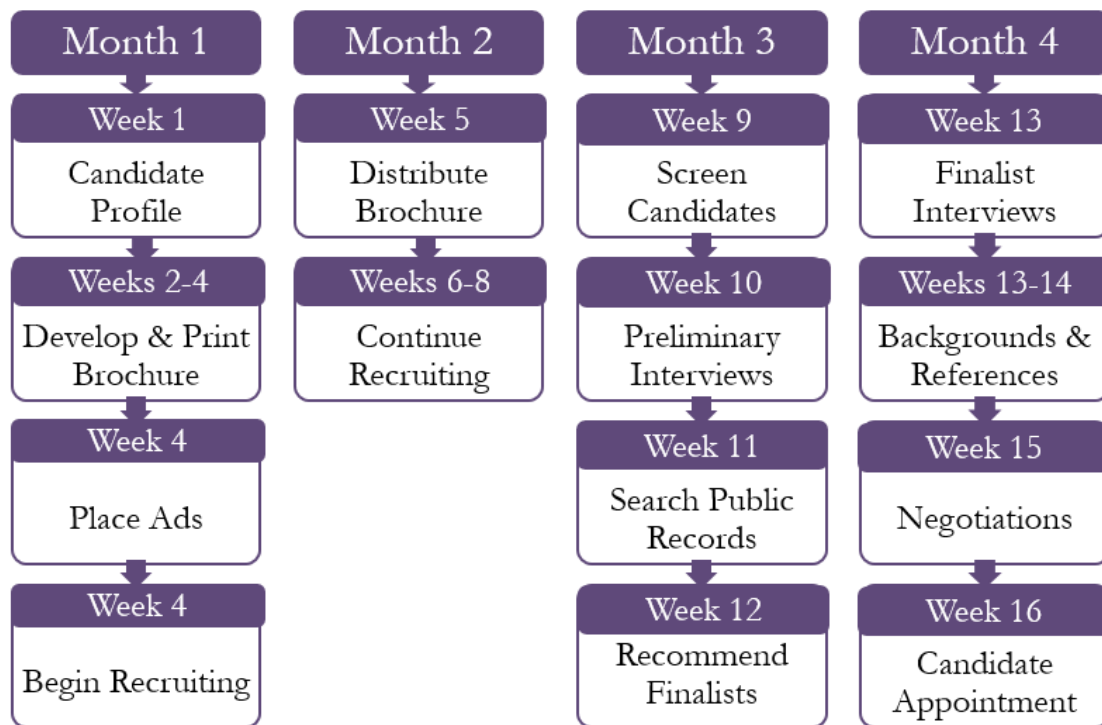 Month 1
Week 1
Candidate
Profile
Weeks 2-4
Develop & Print
Brochure
Week 4
Place Ads
Week 4
Begin Recruiting
Month 2
Week 5
Distribute
Brochure
Weeks 6-8
Continue
Recruiting
Month 3
Week 9
Screen
Candidates
Week 10
Preliminary
Interviews
Week 11
Search Public
Records
Week 12
Recommend
Finalists
Month 4
Week 13
Finalist
Interviews
Weeks 13-14
Backgrounds &
References
Week 15
Negotiations
Week 16
Candidate
Appointment